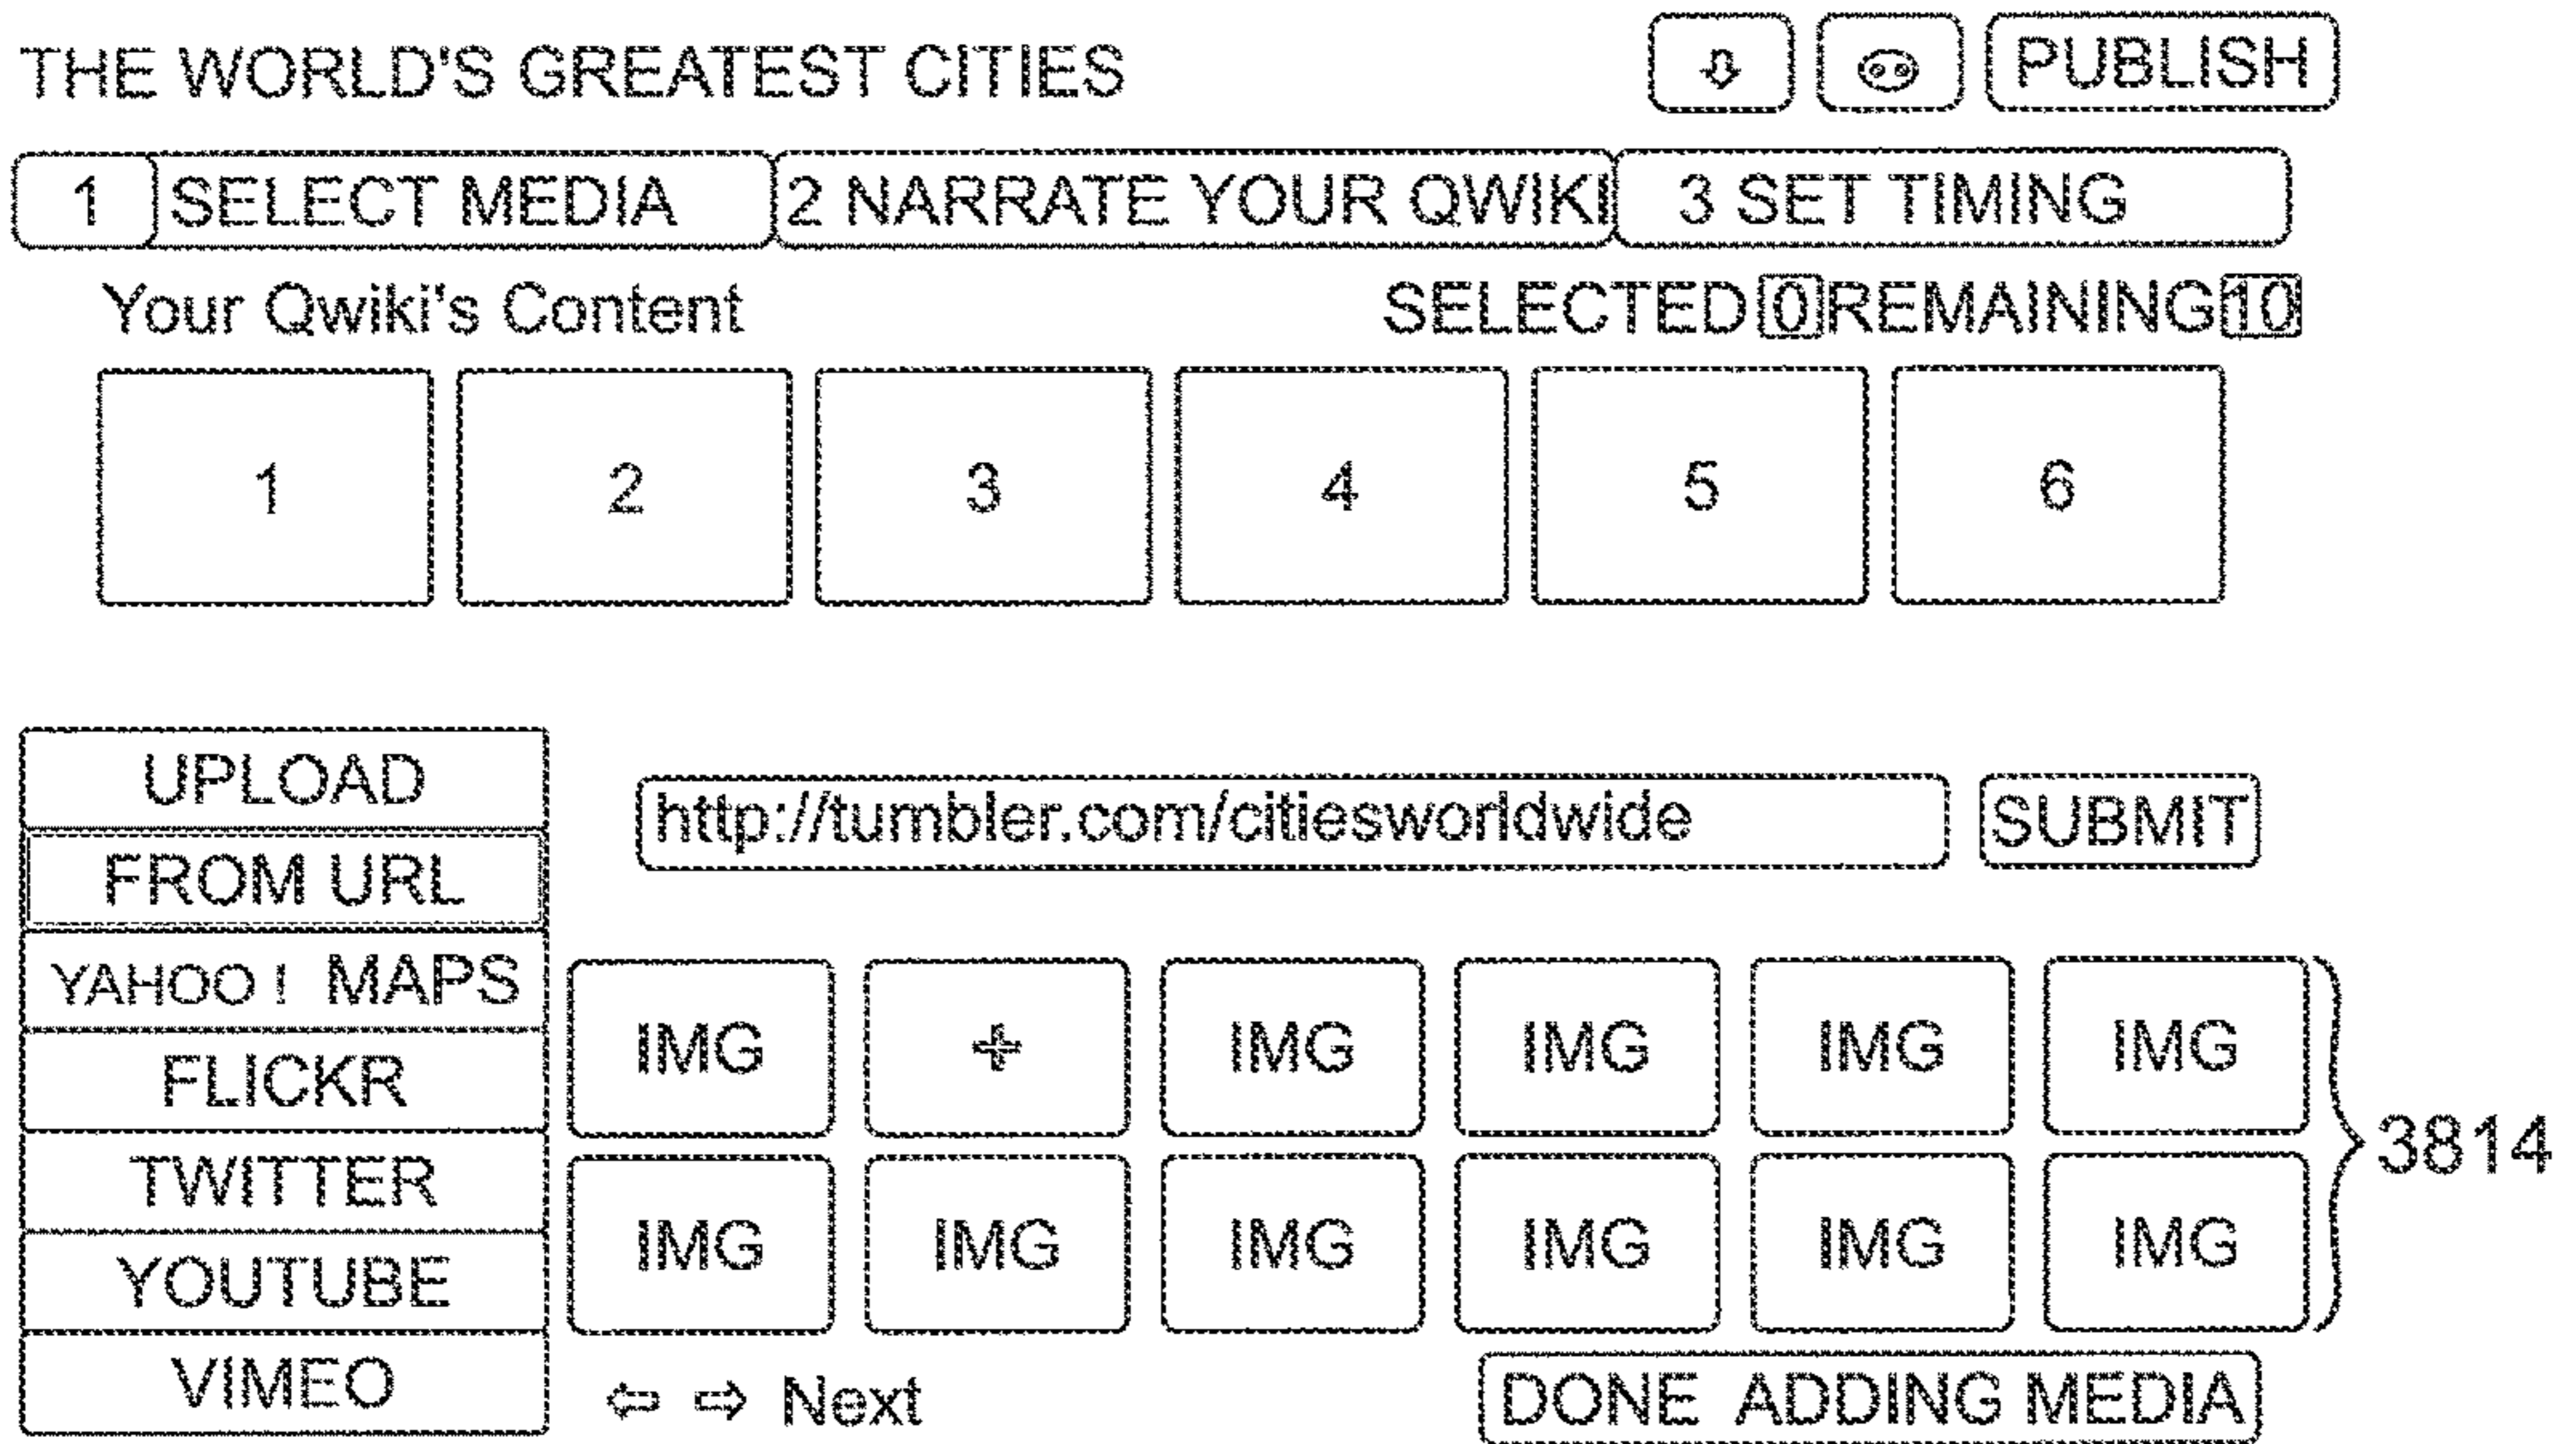 THE WORLD'S GREATEST CITIES PUBLISH
1 SELECT MEDIA 2 NARRATE YOUR QWIKI 3 SET TIMING
Your Qwiki's Content SELECTED 0 REMAINING 10
1 2 3 4 5 6
UPLOAD
http://tumbler.com/citiesworldwide SUBMIT
FROM URL
YAHOO ! MAPS
IMG + IMG IMG IMG IMG
FLICKR
3814
TWITTER
IMG IMG IMG IMG IMG IMG
YOUTUBE
VIMEO
⇦ ⇨ Next DONE ADDING MEDIA